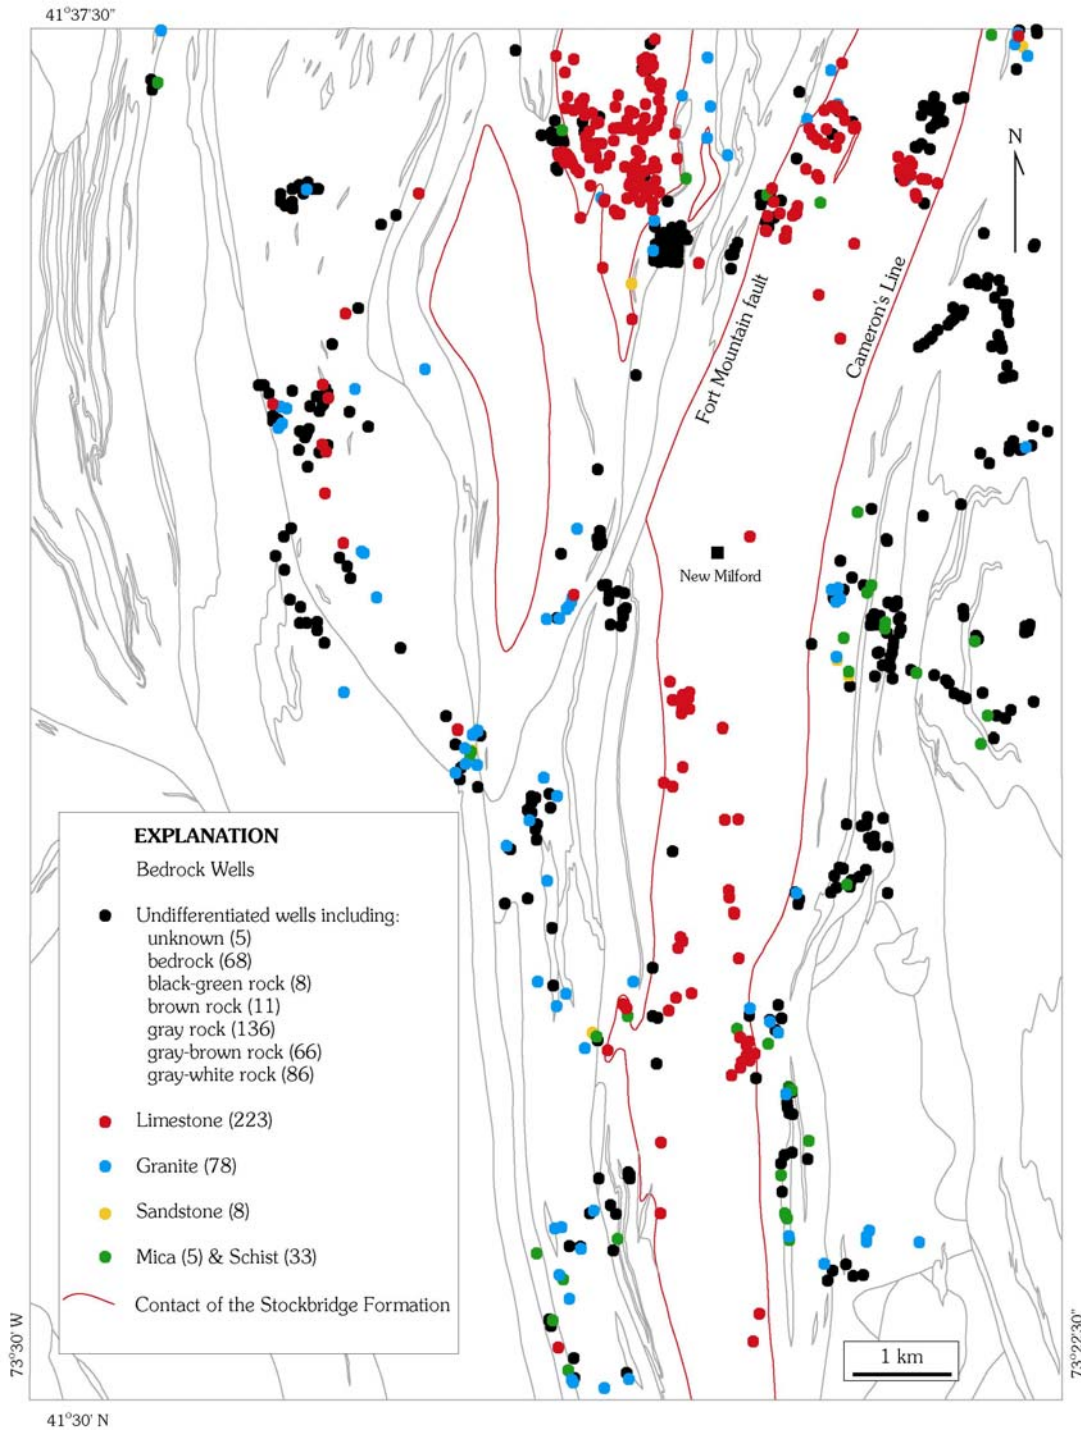 41°37'30"
N
Fort Mountain fault
Cameron's Line
New Milford
EXPLANATION
Bedrock Wells
Undifferentiated wells including:
unknown (5)
bedrock (68)
black-green rock (8)
brown rock (11)
gray rock (136)
gray-brown rock (66)
gray-white rock (86)
Limestone (223)
Granite (78)
Sandstone (8)
Mica (5) & Schist (33)
Contact of the Stockbridge Formation
73°30' W
73°22'30"
1 km
41°30' N